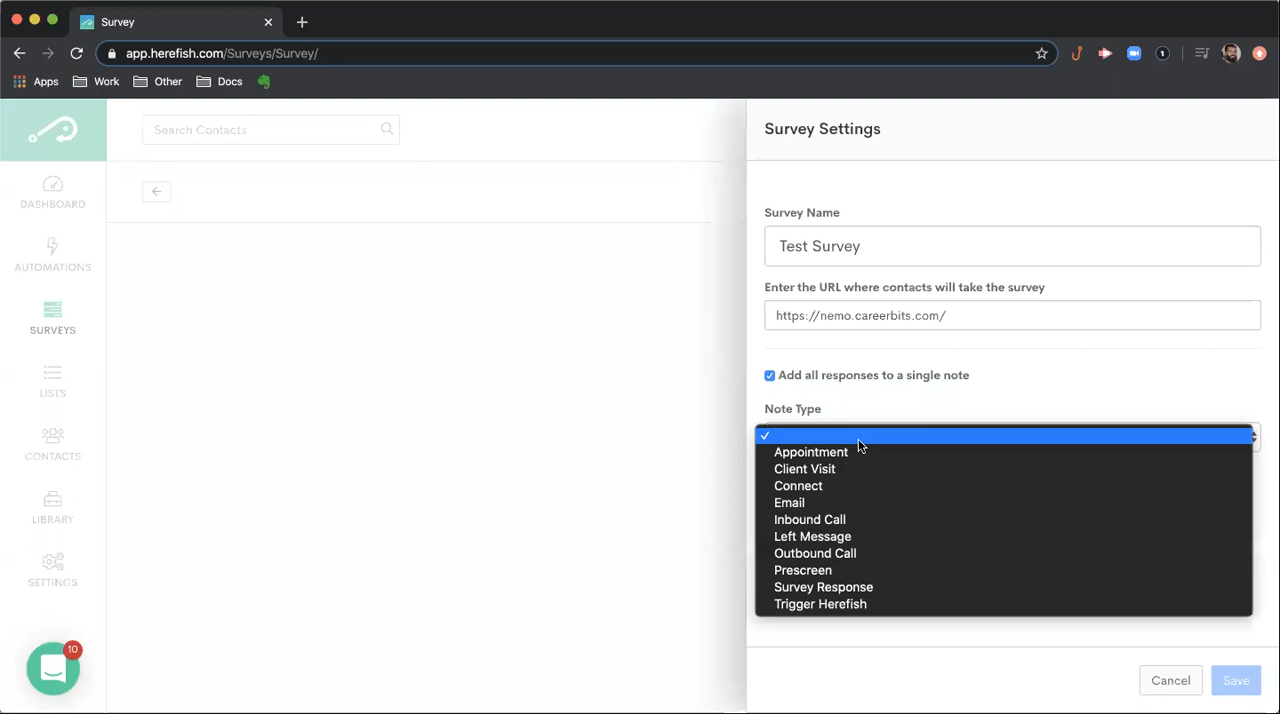 Survey
app.herefish.com/Surveys/Survey/
1
Apps Work Other Docs
Search Contacts
DASHBOARD
AUTOMATIONS
SURVEYS
LISTS
CONTACTS
LIBRARY
SETTINGS
10
Survey Settings
Survey Name
Test Survey
Enter the URL where contacts will take the survey
https://nemo.careerbits.com/
Add all responses to a single note
Note Type
Appointment
Client Visit
Connect
Email
Inbound Call
Left Message
Outbound Call
Prescreen
Survey Response
Trigger Herefish
Cancel Save